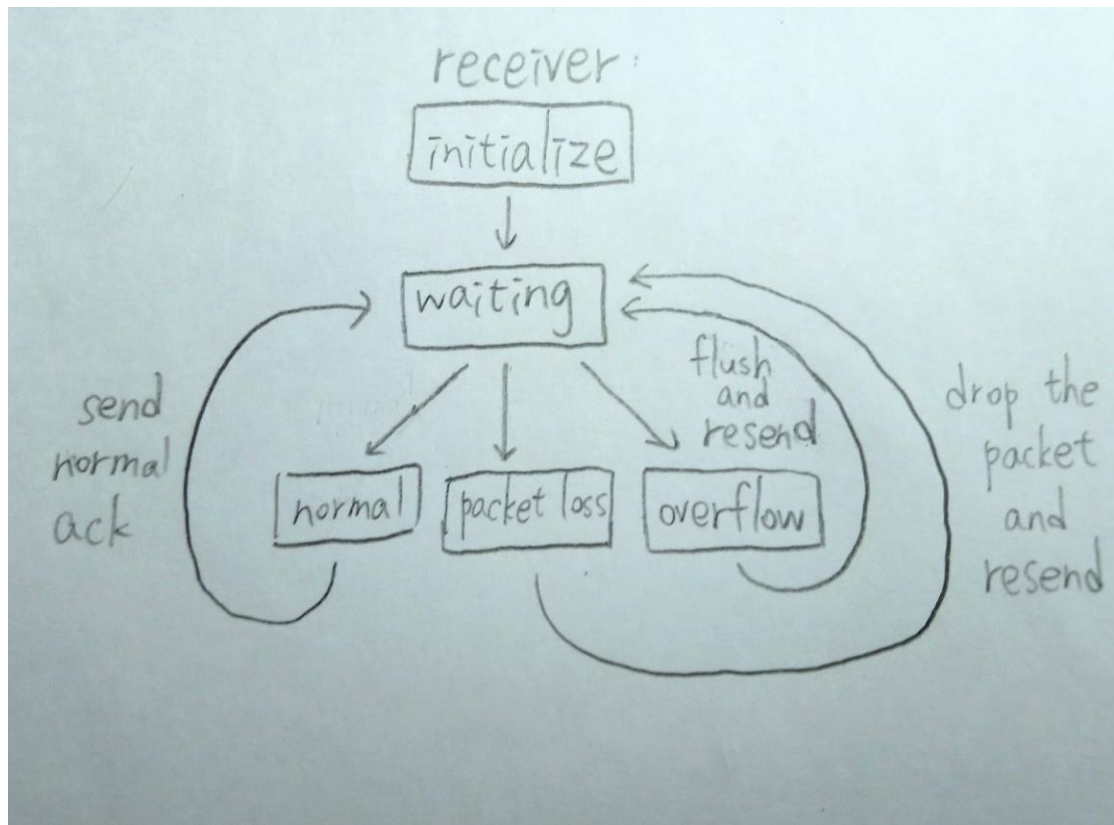 receiver:
initialize
waiting
flush
and
resend
send
normal
ack
drop the
packet
and
resend
normal
packet loss
overflow